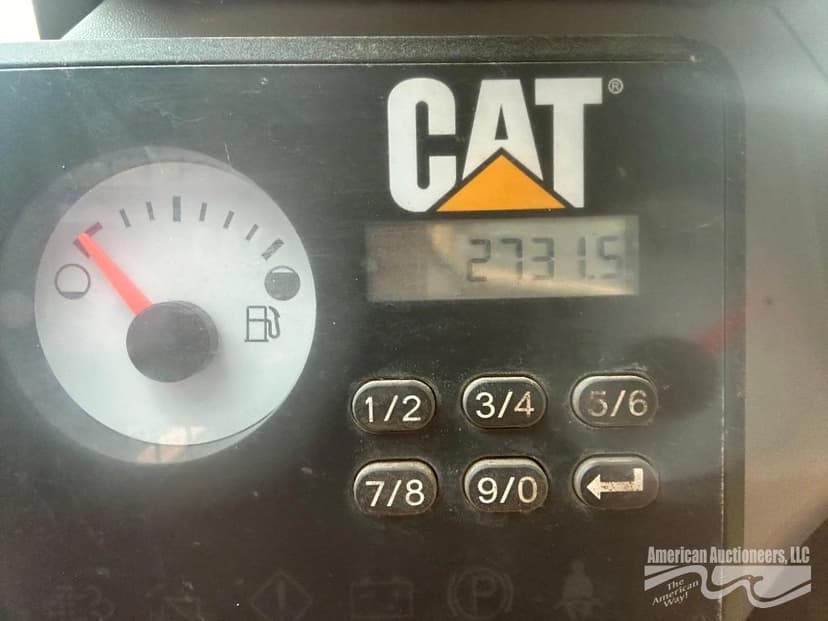 CAT®
2731.5
1/2 3/4 5/6
7/8 9/0
P
American Auctioneers, LLC
The
American
Way!